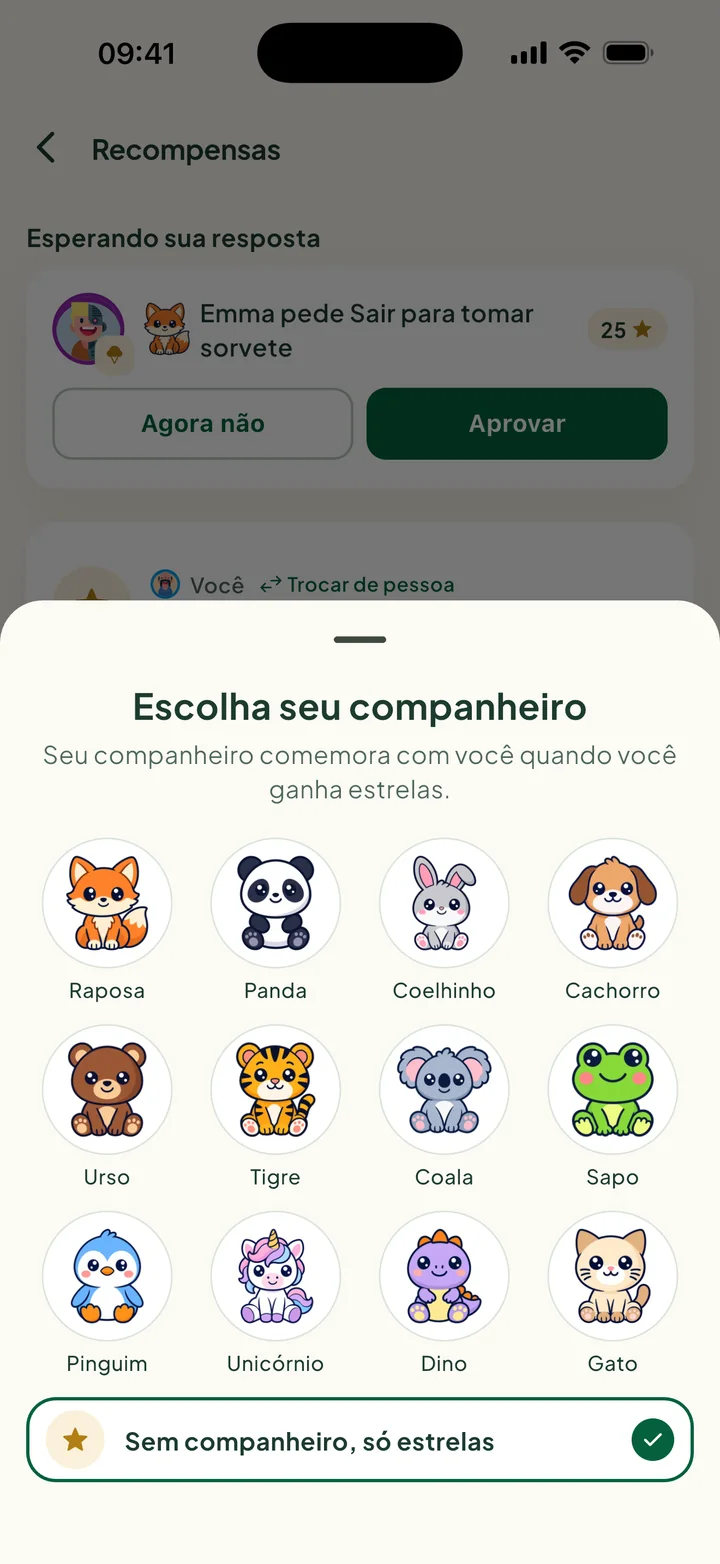 09:41
Recompensas
Esperando sua resposta
Emma pede Sair para tomar
sorvete
25
Agora não
Aprovar
Você
Trocar de pessoa
Escolha seu companheiro
Seu companheiro comemora com você quando você
ganha estrelas.
Raposa
Panda
Coelhinho
Cachorro
Urso
Tigre
Coala
Sapo
Pinguim
Unicórnio
Dino
Gato
Sem companheiro, só estrelas